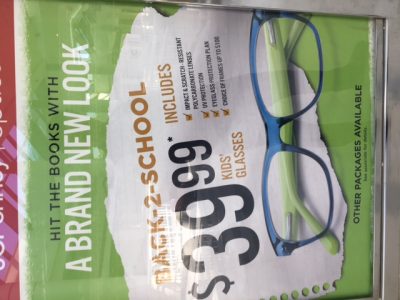 HIT THE BOOKS WITH
A BRAND NEW LOOK
BACK-2-SCHOOL
$39.99*
KIDS'
GLASSES
INCLUDES
IMPACT & SCRATCH-RESISTANT
POLYCARBONATE LENSES
UV PROTECTION
EYEGLASS PROTECTION PLAN
CHOICE OF FRAMES UP TO $100
OTHER PACKAGES AVAILABLE